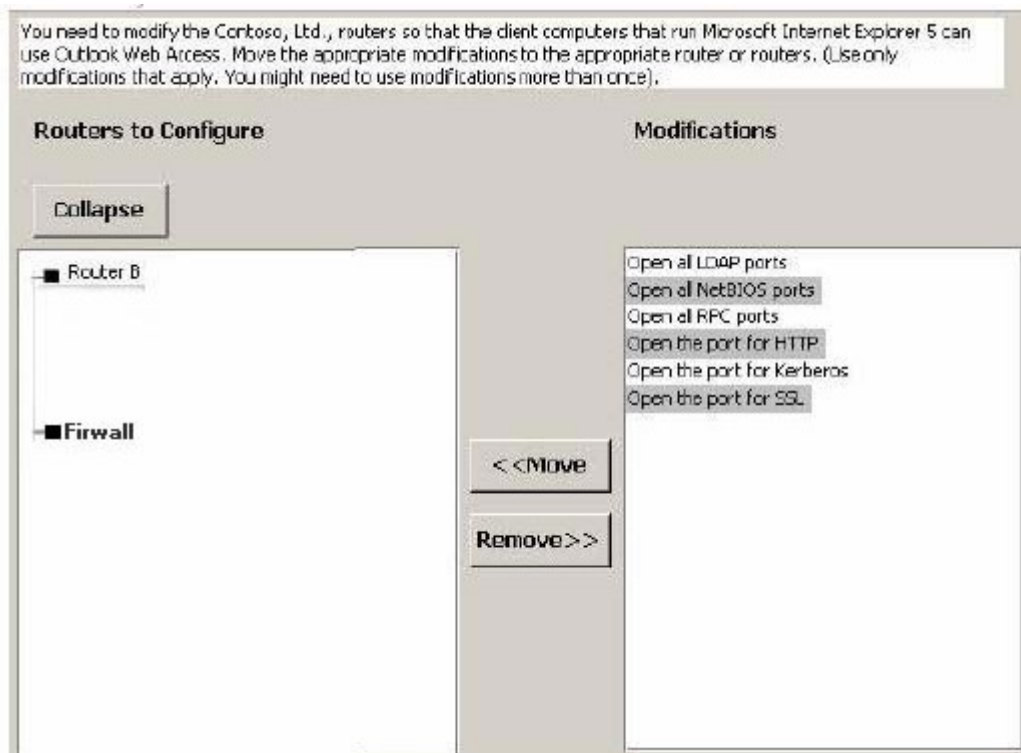 You need to modify the Contoso, Ltd., routers so that the client computers that run Microsoft Internet Explorer 5 can
use Outlook Web Access. Move the appropriate modifications to the appropriate router or routers. (Use only
modifications that apply. You might need to use modifications more than once).
Routers to Configure
Modifications
Collapse
Router B
Firwall
<<Move
Remove>>
Open all LDAP ports
Open all NetBIOS ports
Open all RPC ports
Open the port for HTTP
Open the port for Kerberos
Open the port for SSL